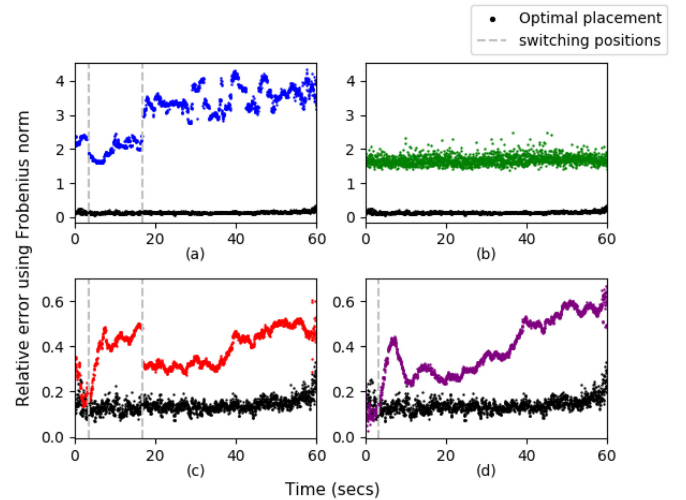 Optimal placement
switching positions
Relative error using Frobenius norm
4
3
2
1
0
0 20 40 60
(a)
4
3
2
1
0
0 20 40 60
(b)
0.6
0.4
0.2
0.0
0 20 40 60
(c)
0.6
0.4
0.2
0.0
0 20 40 60
(d)
Time (secs)